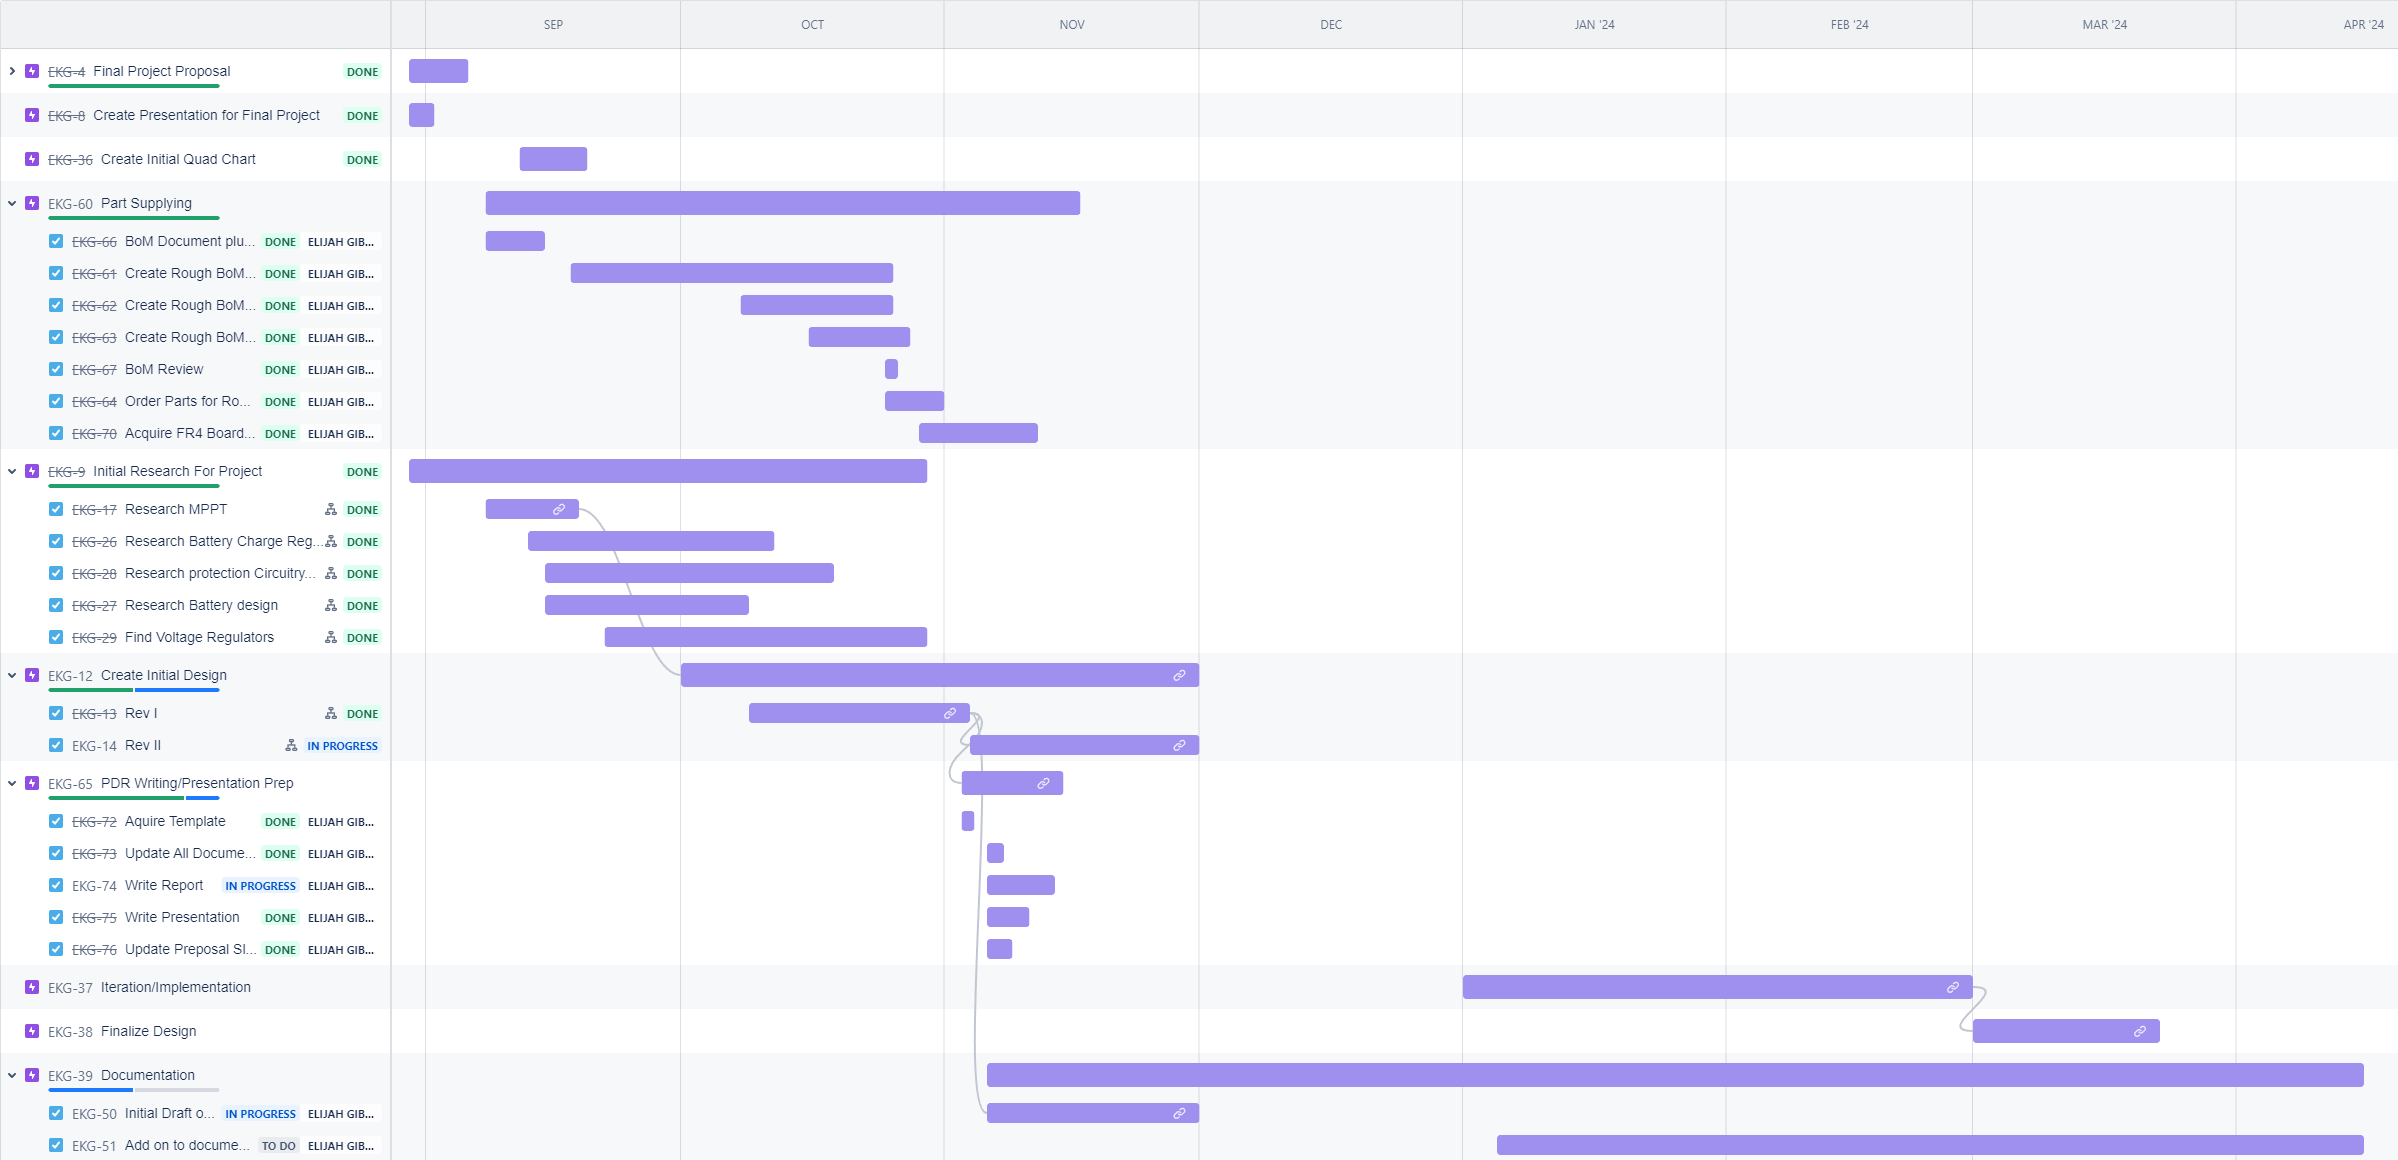 SEP OCT NOV DEC JAN '24 FEB '24 MAR '24 APR '24
EKG-4 Final Project Proposal DONE
EKG-8 Create Presentation for Final Project DONE
EKG-36 Create Initial Quad Chart DONE
EKG-60 Part Supplying
EKG-66 BoM Document plu... DONE ELIJAH GIB...
EKG-61 Create Rough BoM... DONE ELIJAH GIB...
EKG-62 Create Rough BoM... DONE ELIJAH GIB...
EKG-63 Create Rough BoM... DONE ELIJAH GIB...
EKG-67 BoM Review DONE ELIJAH GIB...
EKG-64 Order Parts for Ro... DONE ELIJAH GIB...
EKG-70 Acquire FR4 Board... DONE ELIJAH GIB...
EKG-9 Initial Research For Project DONE
EKG-17 Research MPPT DONE
EKG-26 Research Battery Charge Reg... DONE
EKG-28 Research protection Circuitry... DONE
EKG-27 Research Battery design DONE
EKG-29 Find Voltage Regulators DONE
EKG-12 Create Initial Design
EKG-13 Rev I DONE
EKG-14 Rev II IN PROGRESS
EKG-65 PDR Writing/Presentation Prep
EKG-72 Aquire Template DONE ELIJAH GIB...
EKG-73 Update All Docume... DONE ELIJAH GIB...
EKG-74 Write Report IN PROGRESS ELIJAH GIB...
EKG-75 Write Presentation DONE ELIJAH GIB...
EKG-76 Update Preposal Sl... DONE ELIJAH GIB...
EKG-37 Iteration/Implementation
EKG-38 Finalize Design
EKG-39 Documentation
EKG-50 Initial Draft o... IN PROGRESS ELIJAH GIB...
EKG-51 Add on to docume... TO DO ELIJAH GIB...